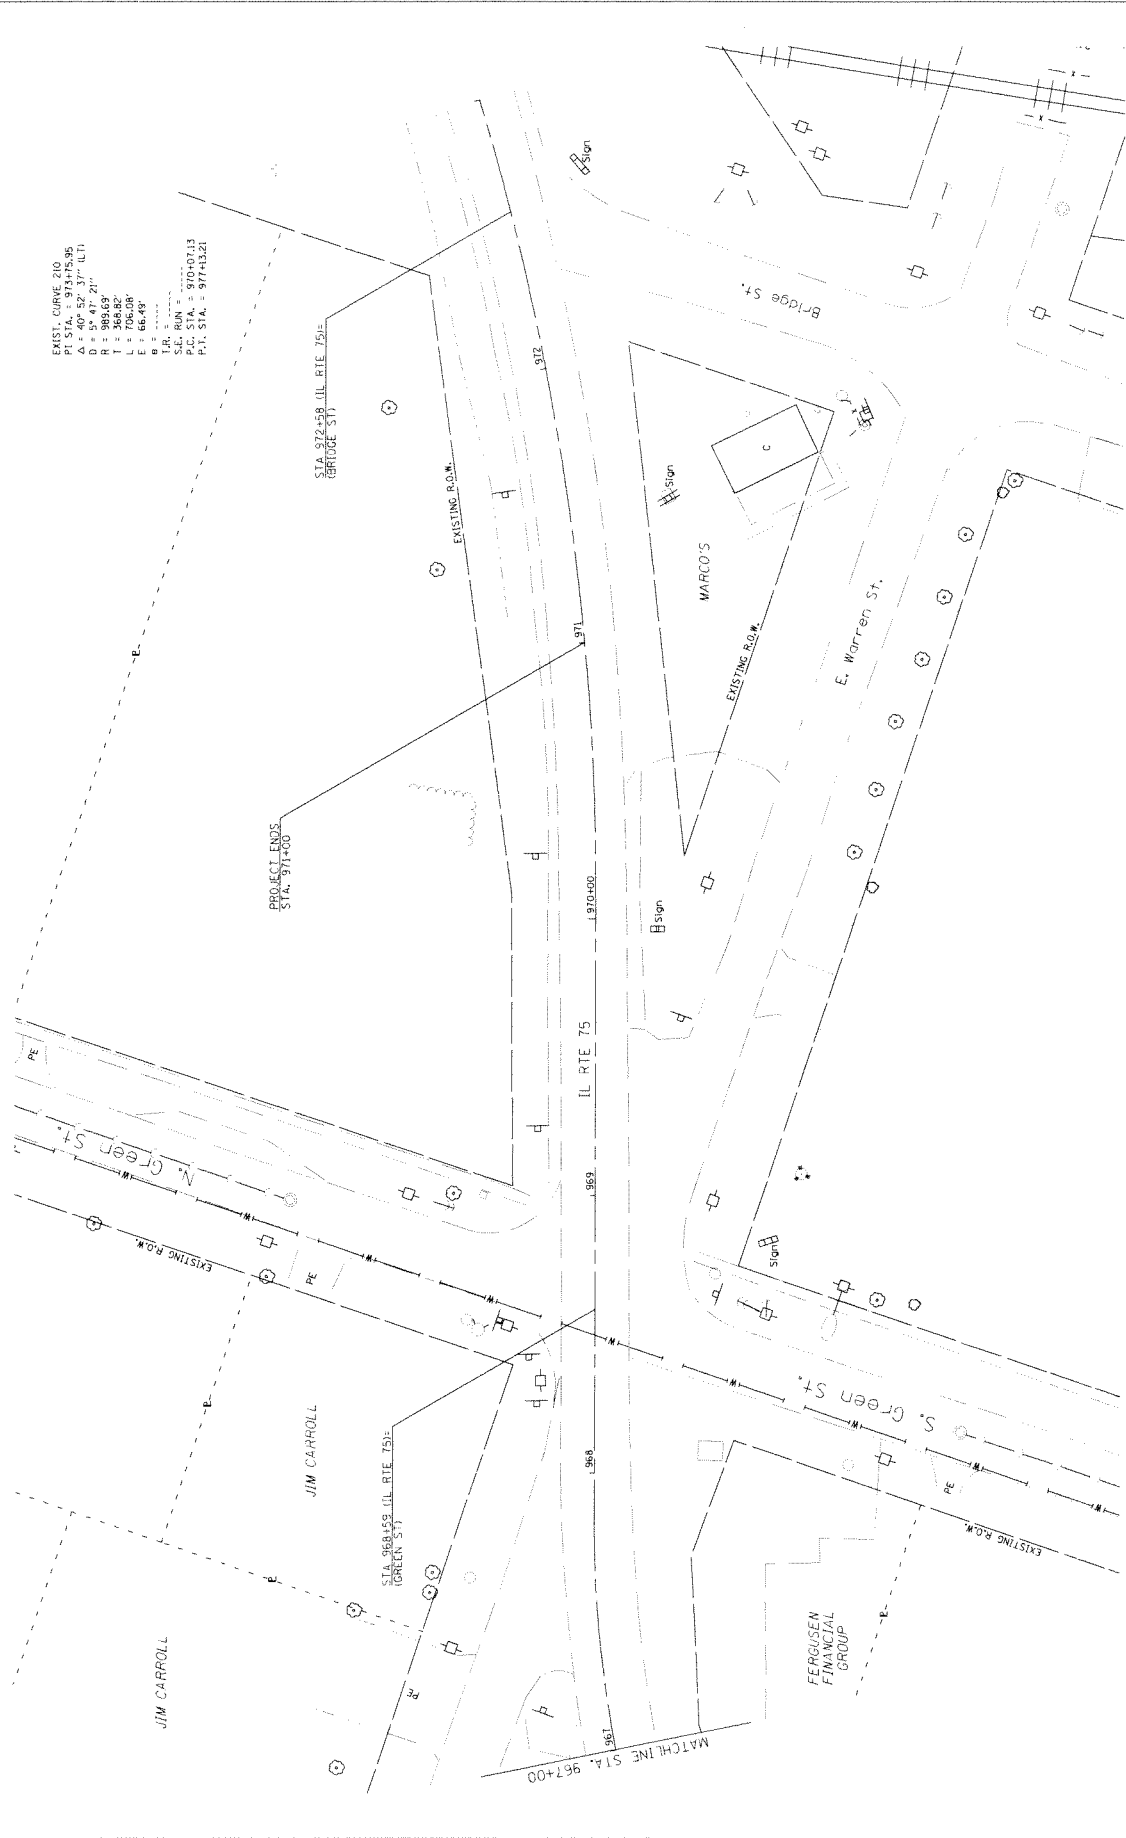 EXIST. CURVE 210
PI STA. = 973+75.95
Δ = 40° 52' 37" (LT)
D = 5° 47' 21"
R = 989.69'
T = 368.82'
L = 706.08'
E = 66.49'
e = -----
T.R. = -----
S.E. RUN = -----
P.C. STA. = 970+07.13
P.T. STA. = 977+13.21
STA 972+58 (IL RTE 75)=
(BRIDGE ST)
PROJECT ENDS
STA. 971+00
STA 968+59 (IL RTE 75)=
(GREEN ST)
JIM CARROLL
JIM CARROLL
EXISTING R.O.W.
N. Green St.
PE
PE
PE
W
W
W
W
EXISTING R.O.W.
P
P
P
967
968
969
970+00
971
972
IL RTE 75
MATCHLINE STA. 967+00
Sign
Sign
Sign
Sign
MARCO'S
C
EXISTING R.O.W.
Bridge St.
E. Warren St.
S. Green St.
W
W
W
W
W
PE
EXISTING R.O.W.
FERGUSEN
FINANCIAL
GROUP
P
T
T
x
x